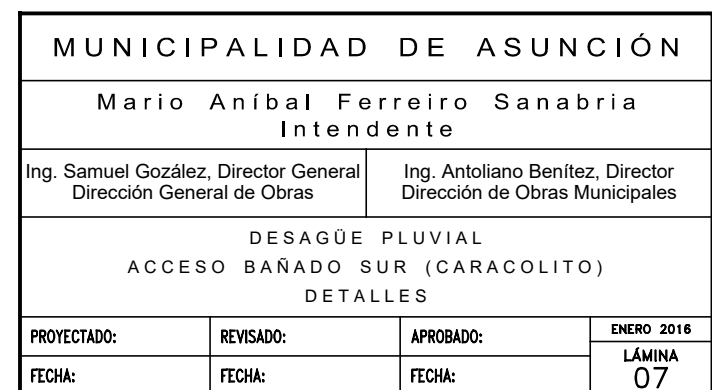 MUNICIPALIDAD DE ASUNCIÓN
Mario Aníbal Ferreiro Sanabria
Intendente
Ing. Samuel Gozález, Director General
Dirección General de Obras
Ing. Antoliano Benítez, Director
Dirección de Obras Municipales
DESAGÜE PLUVIAL
ACCESO BAÑADO SUR (CARACOLITO)
DETALLES
PROYECTADO:
REVISADO:
APROBADO:
ENERO 2016
FECHA:
FECHA:
FECHA:
LÁMINA
07